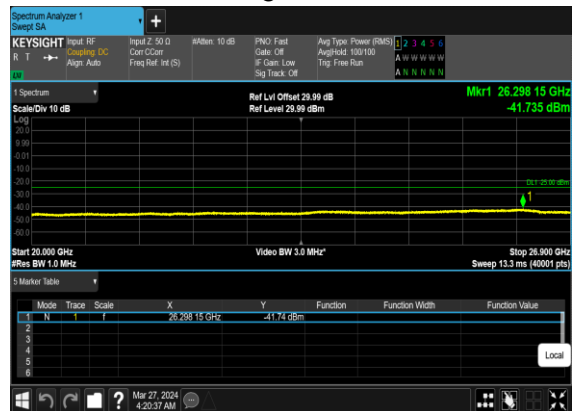 Spectrum Analyzer 1
Swept SA
+
KEYSIGHT Input: RF Input Z: 50 Ω #Atten: 10 dB PNO: Fast Avg Type: Power (RMS) 1 2 3 4 5 6
R T Coupling: DC Corr CCorr Gate: Off Avg|Hold: 100/100 A W W W W W
Align: Auto Freq Ref: Int (S) IF Gain: Low Trig: Free Run
Sig Track: Off A N N N N N
1 Spectrum Ref Lvl Offset 29.99 dB Mkr1 26.298 15 GHz
Scale/Div 10 dB Ref Level 29.99 dBm -41.735 dBm
Log
20.0
9.99
-0.01
-10.0
-20.0
DL1 -25.00 dBm
-30.0
1
-40.0
-50.0
-60.0
Start 20.000 GHz Video BW 3.0 MHz* Stop 26.900 GHz
#Res BW 1.0 MHz Sweep 13.3 ms (40001 pts)
5 Marker Table
Mode Trace Scale X Y Function Function Width Function Value
1 N 1 f 26.298 15 GHz -41.74 dBm
2
3
4
5
6
Local
? Mar 27, 2024
4:20:37 AM